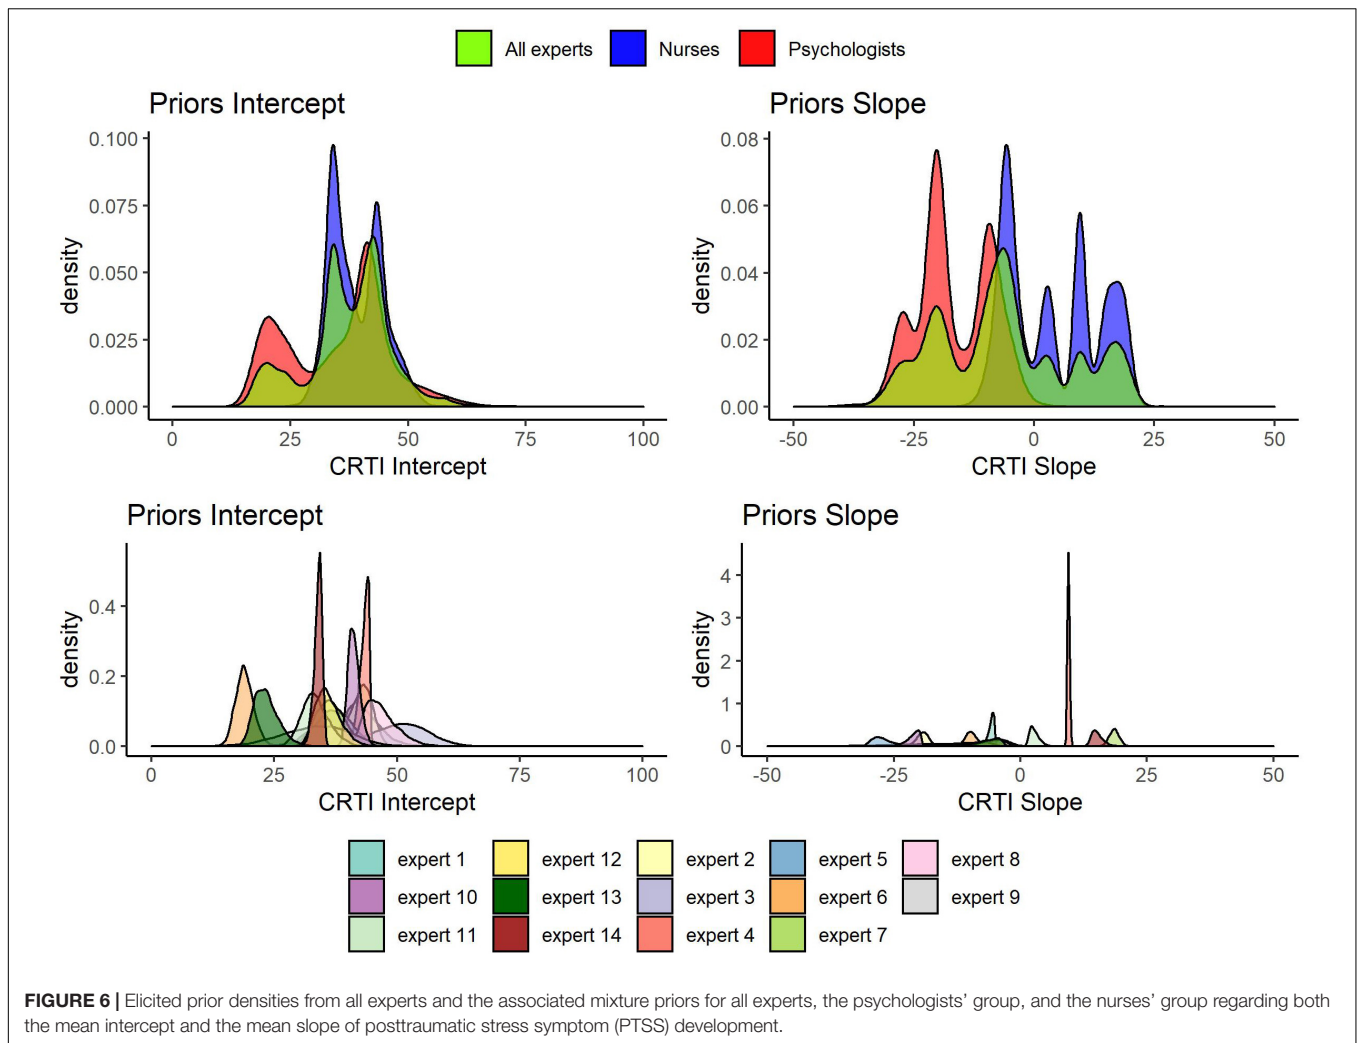 All experts Nurses Psychologists
Priors Intercept
density
0.100
0.075
0.050
0.025
0.000
0 25 50 75 100
CRTI Intercept
Priors Slope
density
0.08
0.06
0.04
0.02
0.00
-50 -25 0 25 50
CRTI Slope
Priors Intercept
density
0.4
0.2
0.0
0 25 50 75 100
CRTI Intercept
Priors Slope
density
4
3
2
1
0
-50 -25 0 25 50
CRTI Slope
expert 1 expert 12 expert 2 expert 5 expert 8
expert 10 expert 13 expert 3 expert 6 expert 9
expert 11 expert 14 expert 4 expert 7
FIGURE 6 | Elicited prior densities from all experts and the associated mixture priors for all experts, the psychologists' group, and the nurses' group regarding both
the mean intercept and the mean slope of posttraumatic stress symptom (PTSS) development.